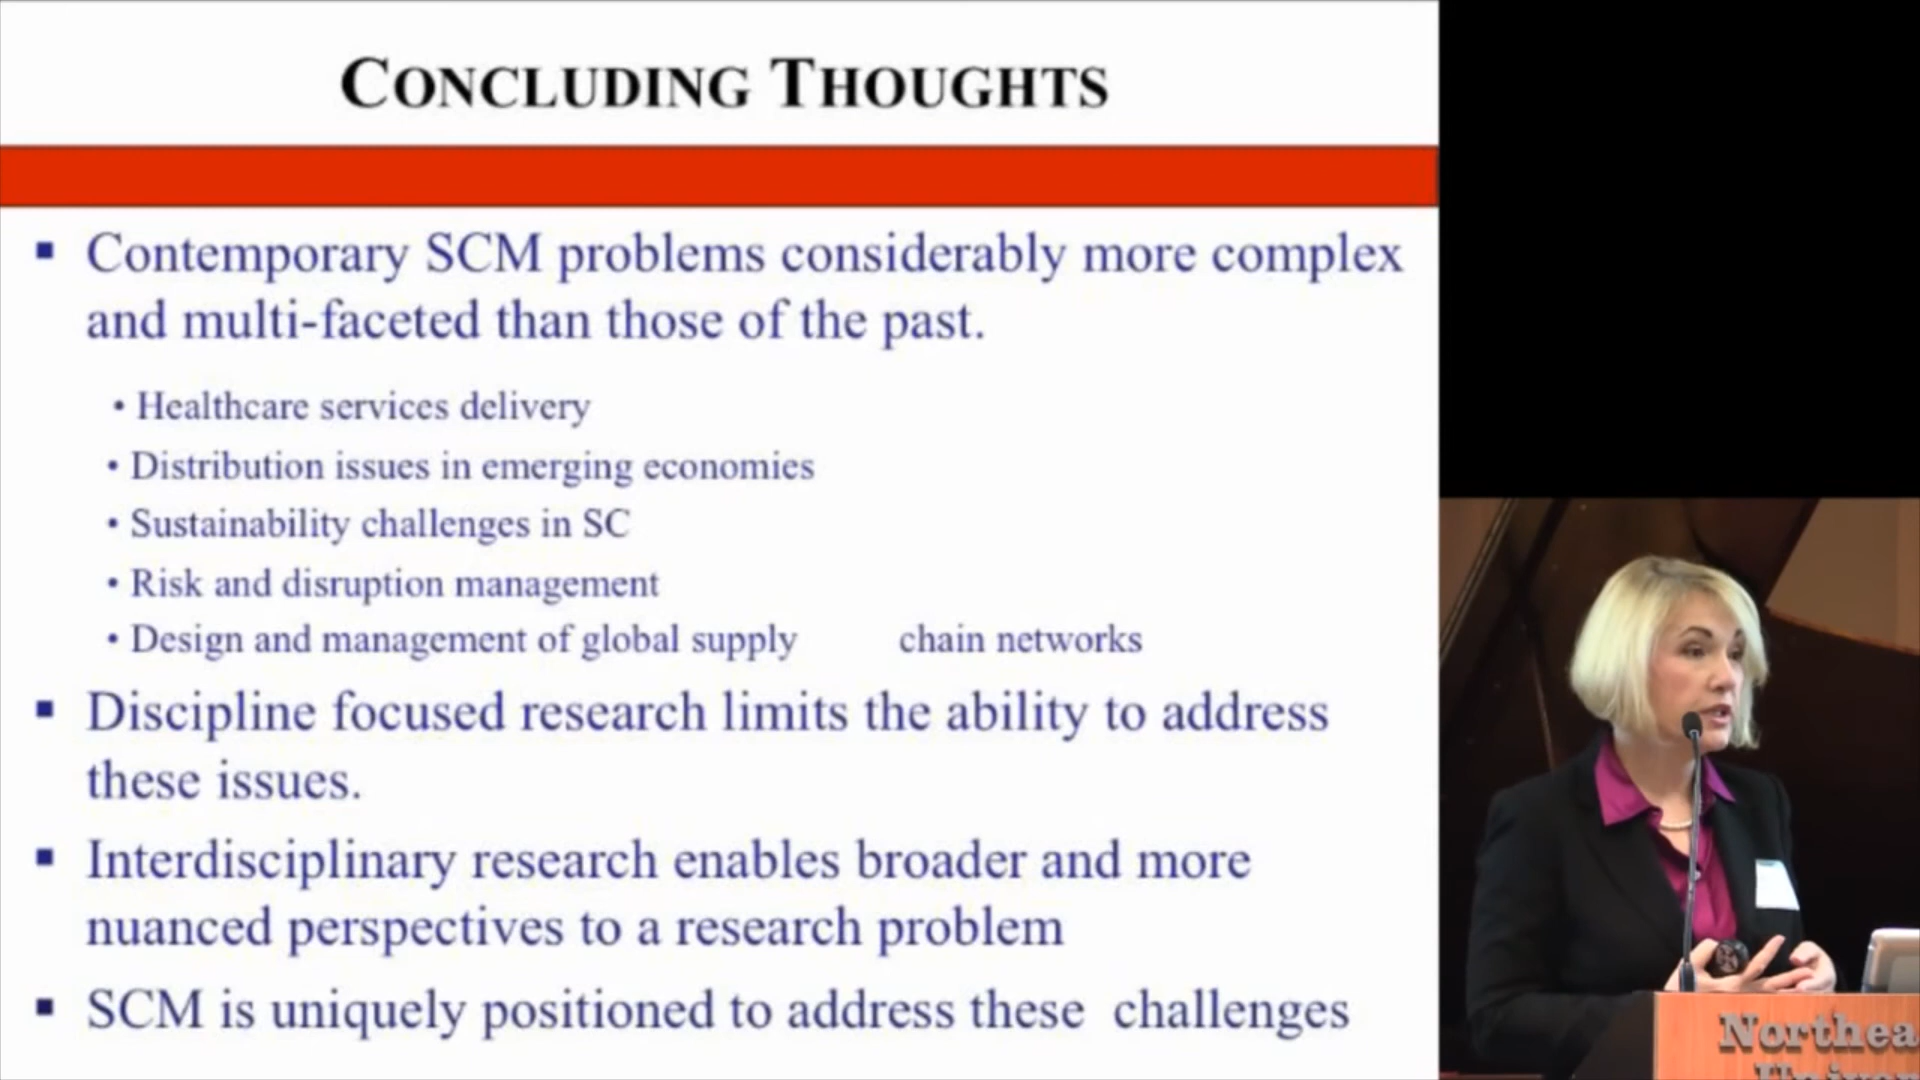 CONCLUDING THOUGHTS
▪ Contemporary SCM problems considerably more complex
and multi-faceted than those of the past.
• Healthcare services delivery
• Distribution issues in emerging economies
• Sustainability challenges in SC
• Risk and disruption management
• Design and management of global supply chain networks
▪ Discipline focused research limits the ability to address
these issues.
▪ Interdisciplinary research enables broader and more
nuanced perspectives to a research problem
▪ SCM is uniquely positioned to address these challenges
Northea